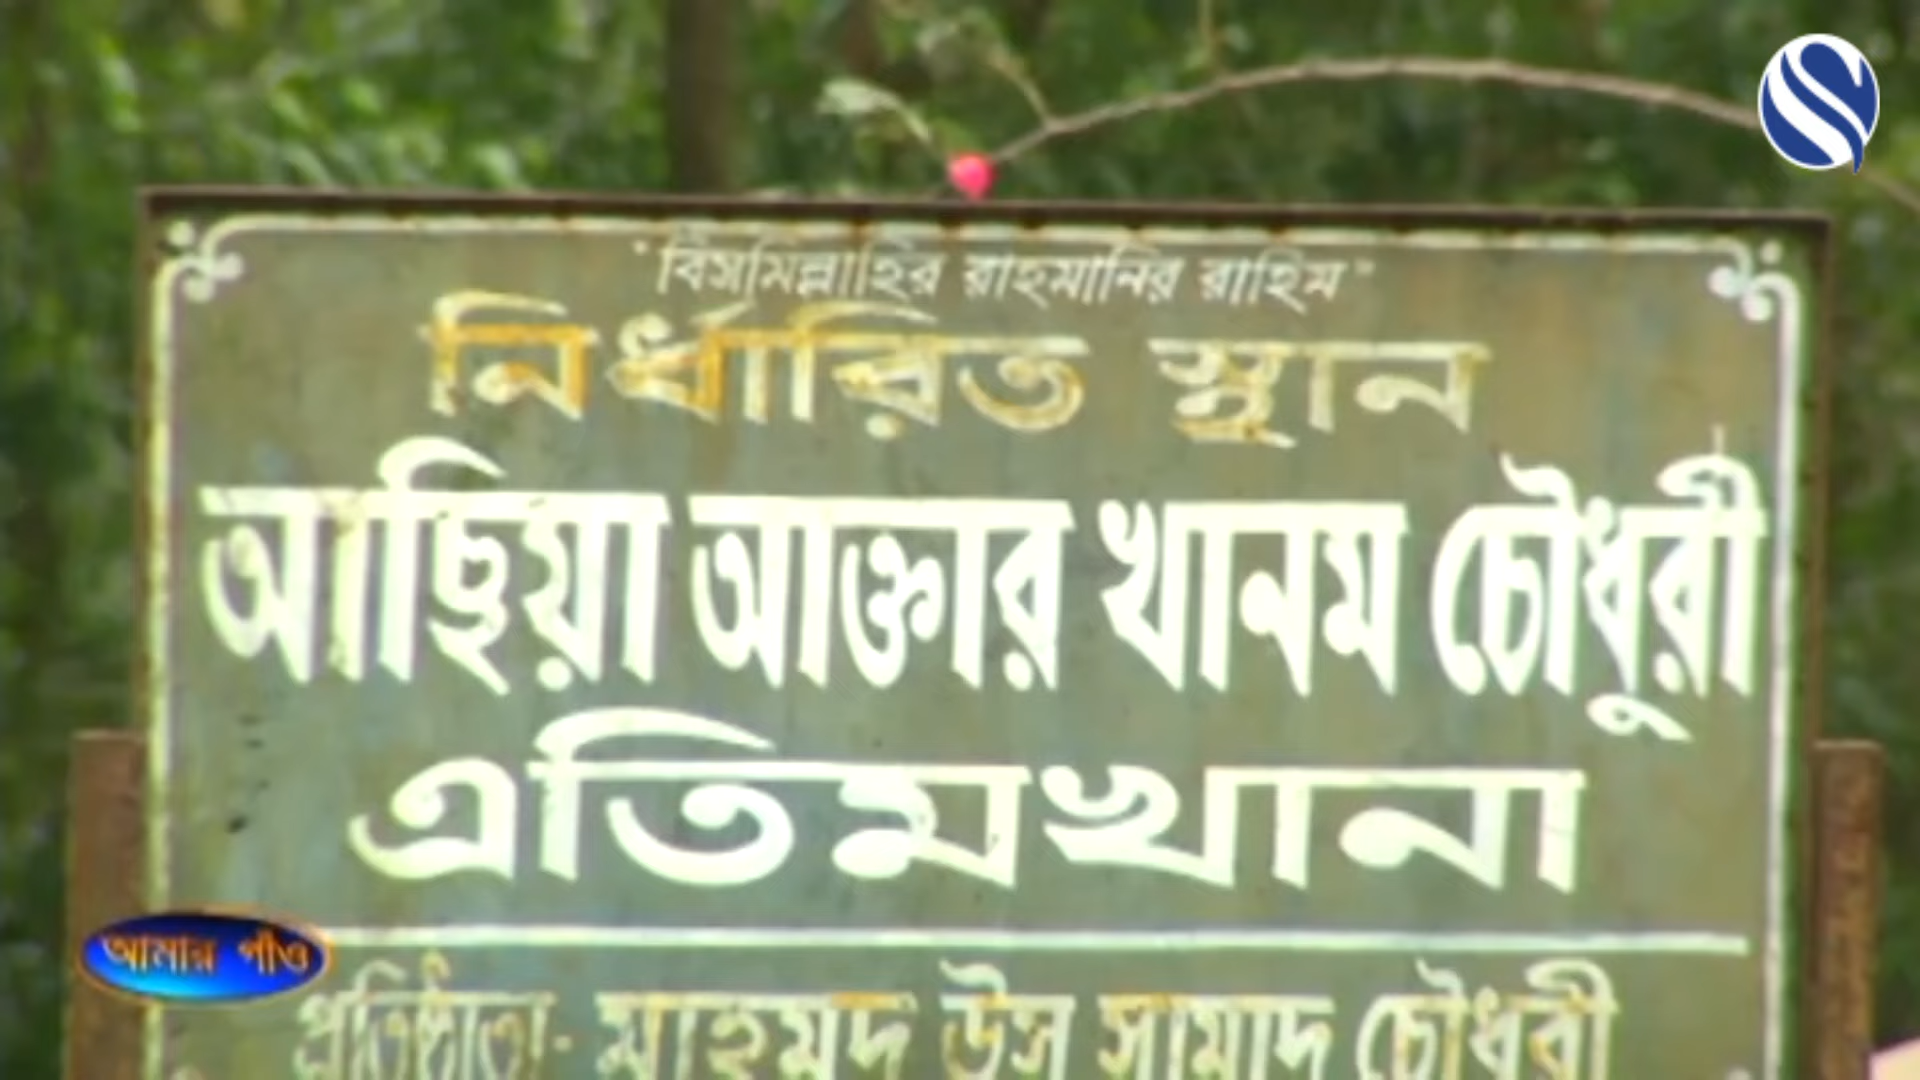 "বিসমিল্লাহির রাহমানির রাহিম"
নির্ধারিত স্থান
আছিয়া আক্তার খানম চৌধুরী
এতিমখানা
প্রতিষ্ঠাতা- মাহমুদ উস সামাদ চৌধুরী
আমার গাঁও